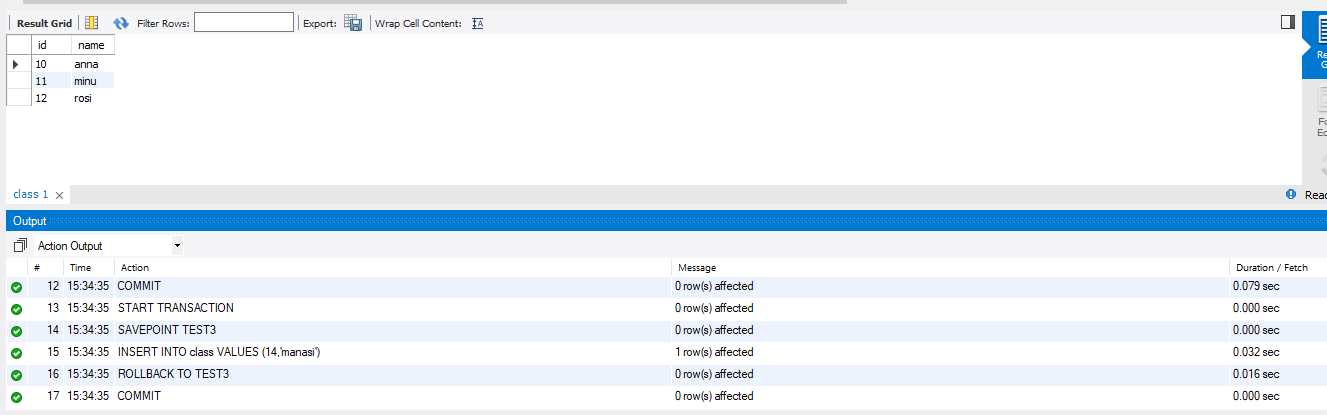 Result Grid Filter Rows: Export: Wrap Cell Content:
id name
10 anna
11 minu
12 rosi
class 1
Output
Action Output
# Time Action Message Duration / Fetch
12 15:34:35 COMMIT 0 row(s) affected 0.079 sec
13 15:34:35 START TRANSACTION 0 row(s) affected 0.000 sec
14 15:34:35 SAVEPOINT TEST3 0 row(s) affected 0.000 sec
15 15:34:35 INSERT INTO class VALUES (14,'manasi') 1 row(s) affected 0.032 sec
16 15:34:35 ROLLBACK TO TEST3 0 row(s) affected 0.016 sec
17 15:34:35 COMMIT 0 row(s) affected 0.000 sec